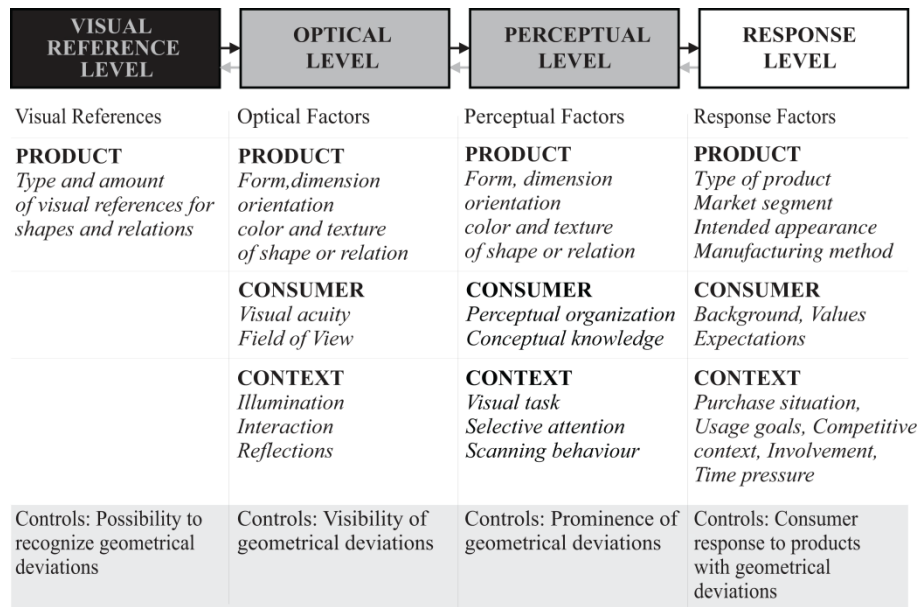 VISUAL
REFERENCE
LEVEL
OPTICAL
LEVEL
PERCEPTUAL
LEVEL
RESPONSE
LEVEL
Visual References
PRODUCT
Type and amount
of visual references for
shapes and relations
Controls: Possibility to
recognize geometrical
deviations
Optical Factors
PRODUCT
Form,dimension
orientation
color and texture
of shape or relation
CONSUMER
Visual acuity
Field of View
CONTEXT
Illumination
Interaction
Reflections
Controls: Visibility of
geometrical deviations
Perceptual Factors
PRODUCT
Form, dimension
orientation
color and texture
of shape or relation
CONSUMER
Perceptual organization
Conceptual knowledge
CONTEXT
Visual task
Selective attention
Scanning behaviour
Controls: Prominence of
geometrical deviations
Response Factors
PRODUCT
Type of product
Market segment
Intended appearance
Manufacturing method
CONSUMER
Background, Values
Expectations
CONTEXT
Purchase situation,
Usage goals, Competitive
context, Involvement,
Time pressure
Controls: Consumer
response to products
with geometrical
deviations